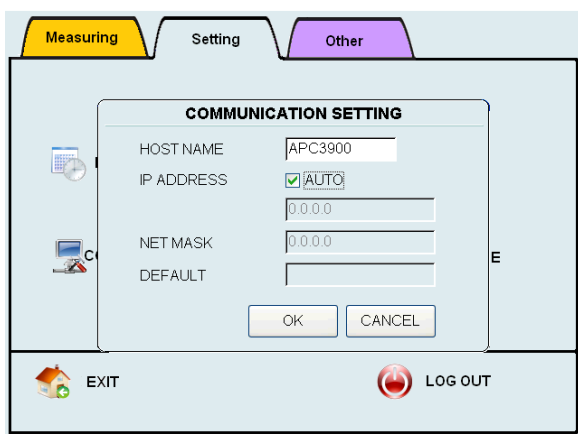 Measuring
Setting
Other
COMMUNICATION SETTING
HOST NAME
APC3900
IP ADDRESS
AUTO
0.0.0.0
NET MASK
0.0.0.0
DEFAULT
OK
CANCEL
EXIT
LOG OUT